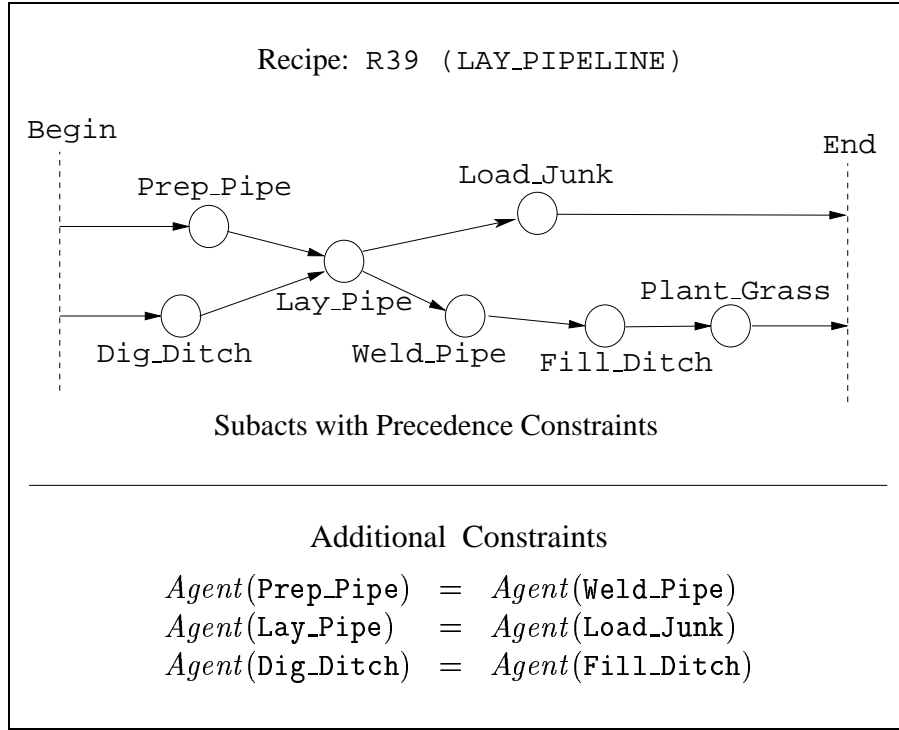 Recipe: R39 (LAY_PIPELINE)
Begin
End
Prep_Pipe
Load_Junk
Lay_Pipe
Plant_Grass
Dig_Ditch
Weld_Pipe
Fill_Ditch
Subacts with Precedence Constraints
Additional Constraints
Agent(Prep_Pipe) = Agent(Weld_Pipe)
Agent(Lay_Pipe) = Agent(Load_Junk)
Agent(Dig_Ditch) = Agent(Fill_Ditch)